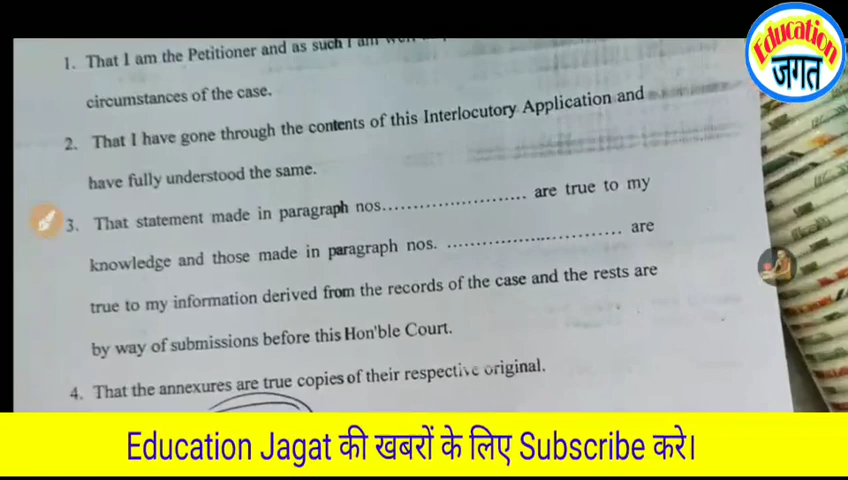 Education
जगत
1. That I am the Petitioner and as such I am
circumstances of the case.
2. That I have gone through the contents of this Interlocutory Application and
have fully understood the same.
3. That statement made in paragraph nos........................ are true to my
knowledge and those made in paragraph nos. ............................. are
true to my information derived from the records of the case and the rests are
by way of submissions before this Hon'ble Court.
4. That the annexures are true copies of their respective original.
Education Jagat की खबरों के लिए Subscribe करे।